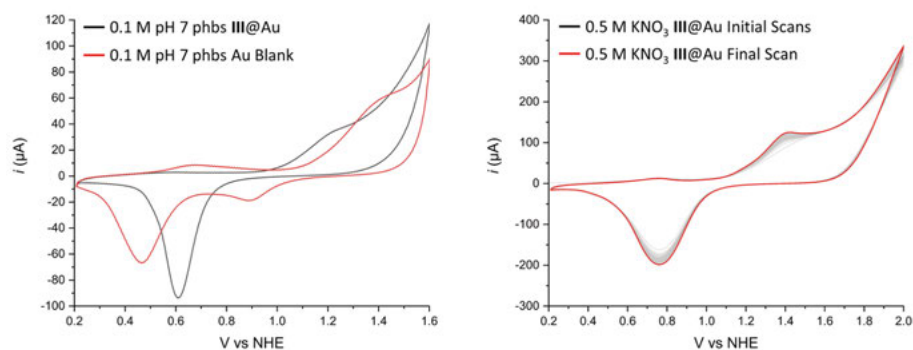 0.1 M pH 7 phbs III@Au
0.1 M pH 7 phbs Au Blank
120
100
80
60
40
20
0
-20
-40
-60
-80
-100
i (µA)
0.2 0.4 0.6 0.8 1.0 1.2 1.4 1.6
V vs NHE
0.5 M KNO₃ III@Au Initial Scans
0.5 M KNO₃ III@Au Final Scan
400
300
200
100
0
-100
-200
-300
i (µA)
0.2 0.4 0.6 0.8 1.0 1.2 1.4 1.6 1.8 2.0
V vs NHE